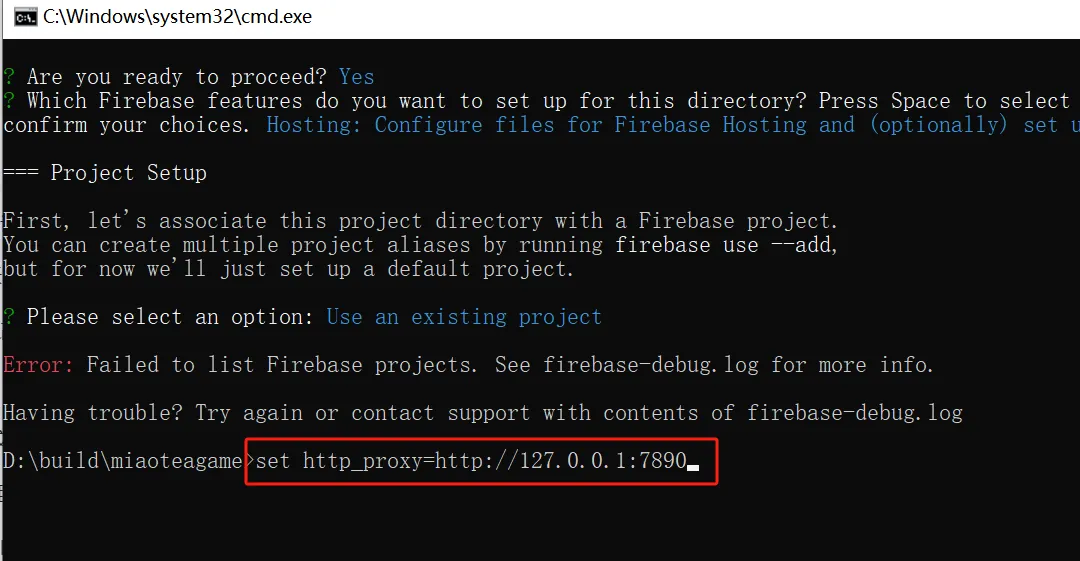 C:\Windows\system32\cmd.exe
? Are you ready to proceed? Yes
? Which Firebase features do you want to set up for this directory? Press Space to select
confirm your choices. Hosting: Configure files for Firebase Hosting and (optionally) set u
=== Project Setup
First, let's associate this project directory with a Firebase project.
You can create multiple project aliases by running firebase use --add,
but for now we'll just set up a default project.
? Please select an option: Use an existing project
Error: Failed to list Firebase projects. See firebase-debug.log for more info.
Having trouble? Try again or contact support with contents of firebase-debug.log
D:\build\miaoteagame>set http_proxy=http://127.0.0.1:7890